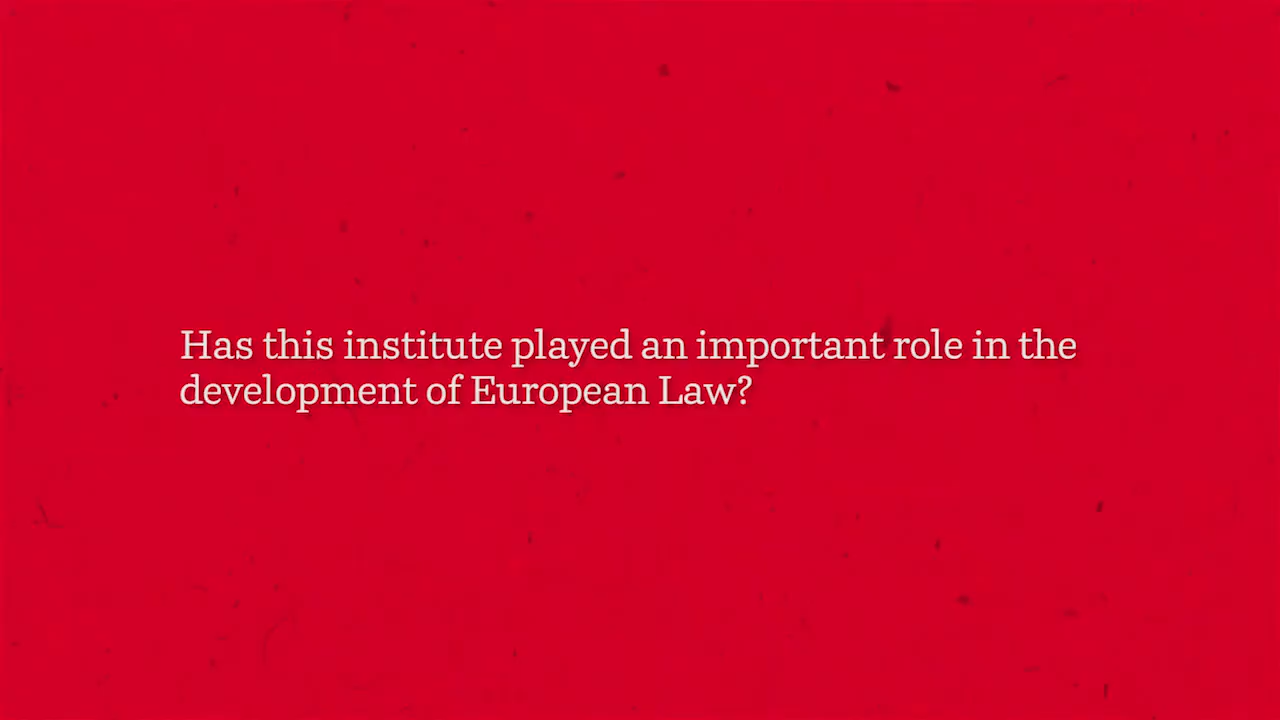 Has this institute played an important role in the
development of European Law?